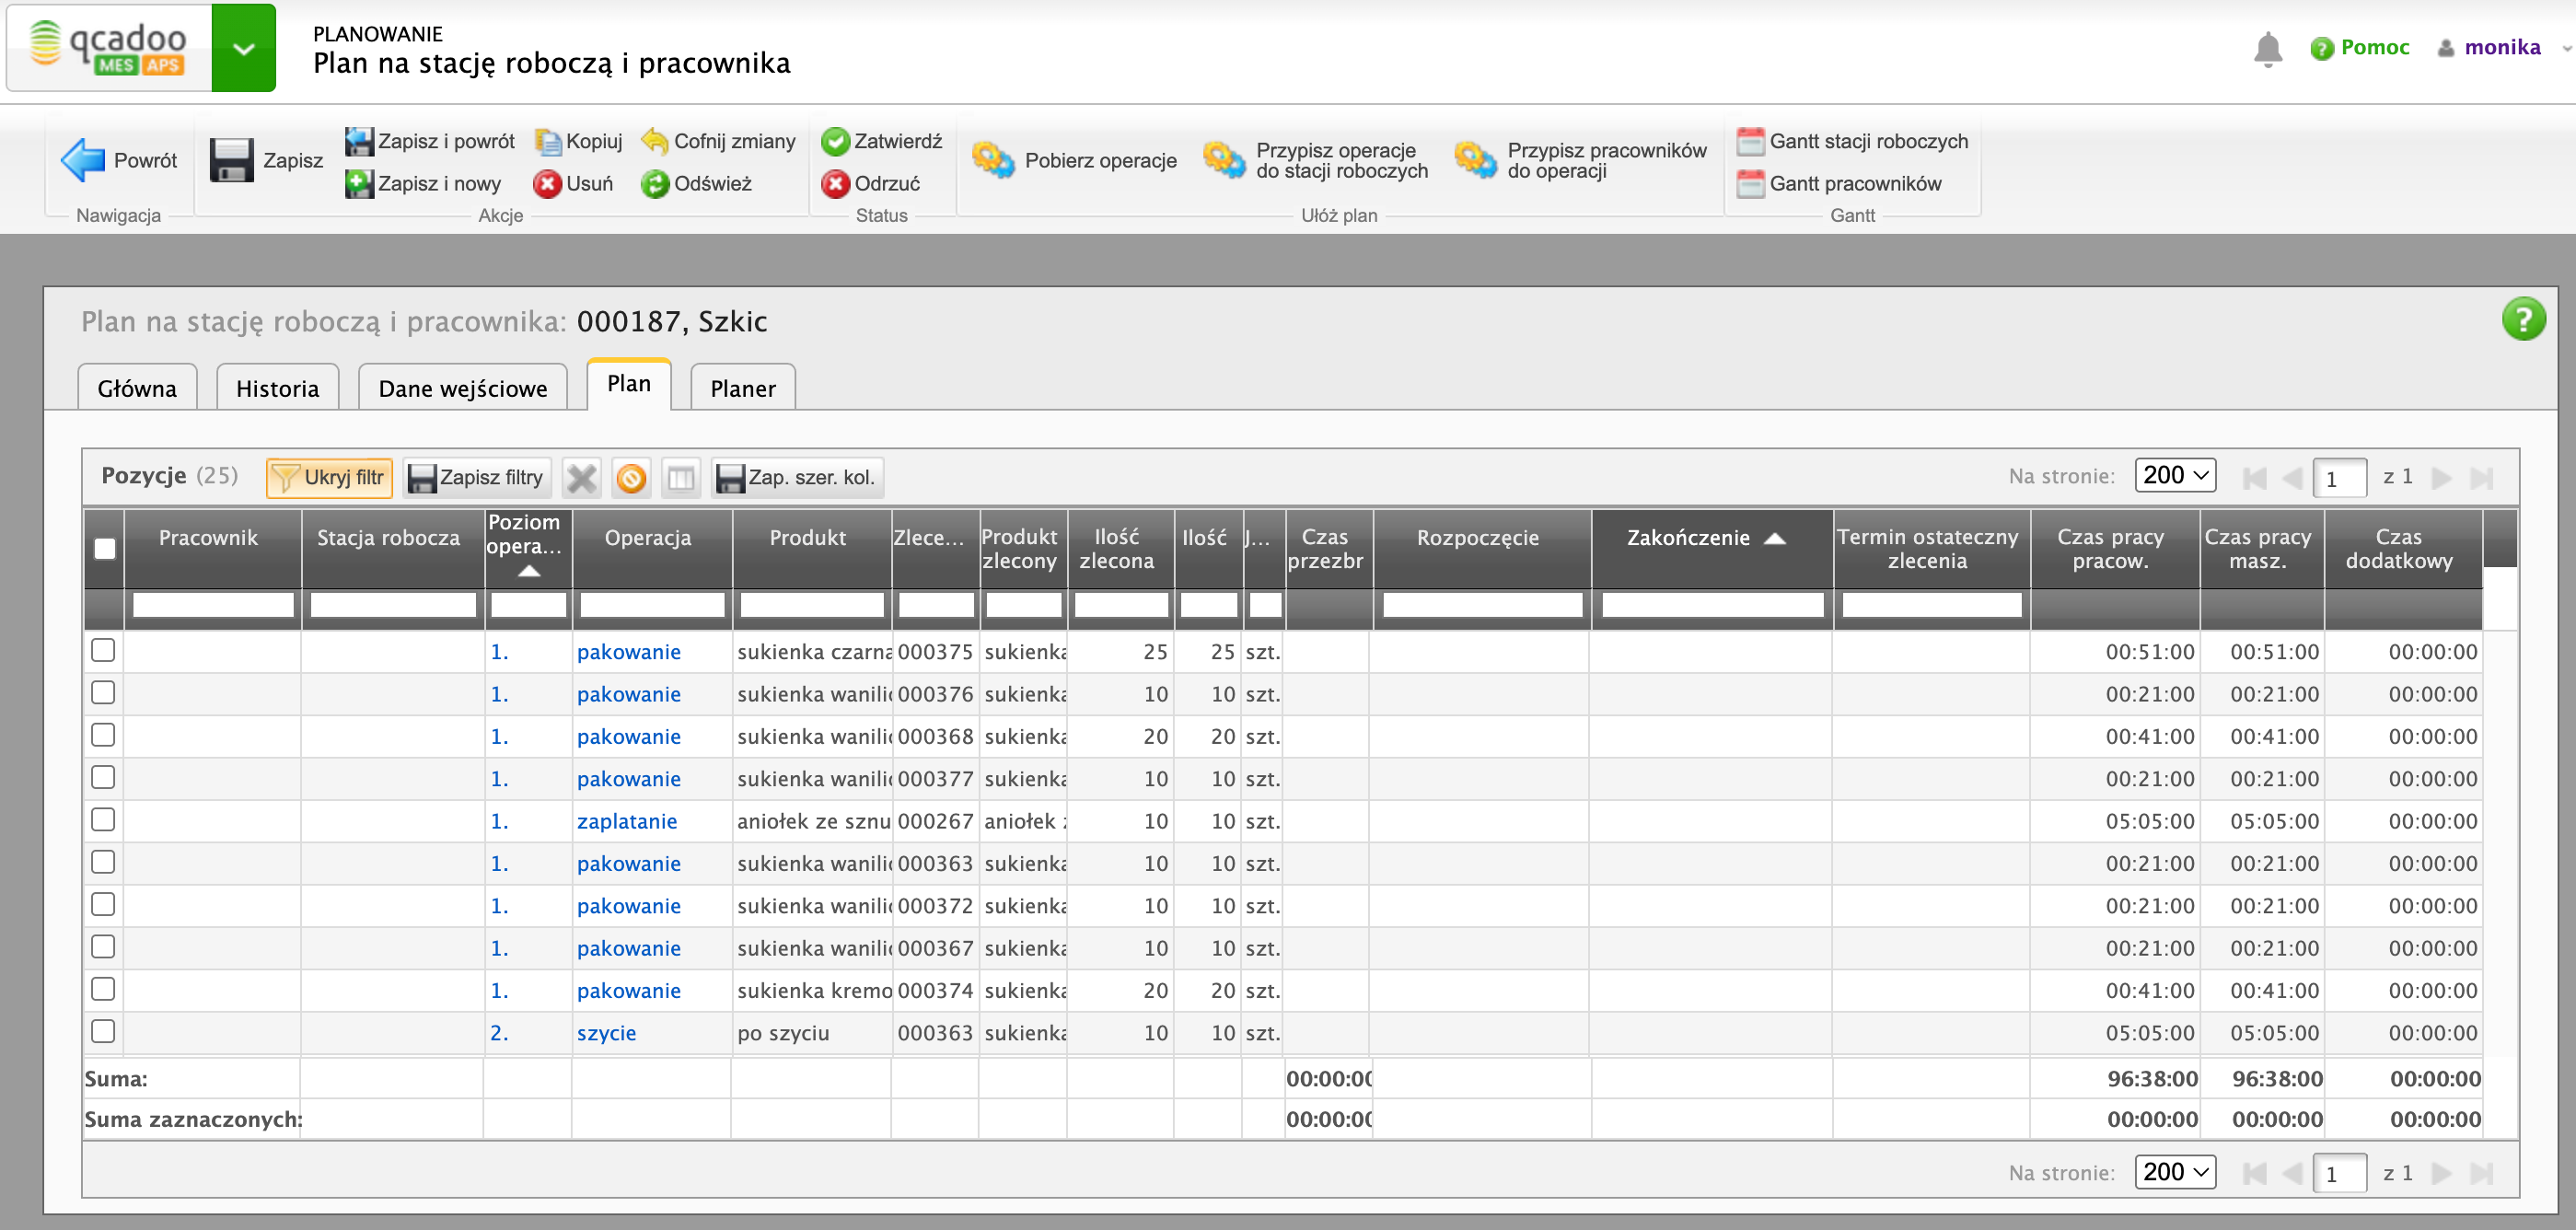 qcadoo
MES APS
PLANOWANIE
Plan na stację roboczą i pracownika
Pomoc
monika
Powrót
Nawigacja
Zapisz
Zapisz i powrót
Kopiuj
Cofnij zmiany
Zapisz i nowy
Usuń
Odśwież
Akcje
Zatwierdź
Odrzuć
Status
Pobierz operacje
Przypisz operacje
do stacji roboczych
Przypisz pracowników
do operacji
Ułóż plan
Gantt stacji roboczych
Gantt pracowników
Gantt
Plan na stację roboczą i pracownika: 000187, Szkic
?
Główna
Historia
Dane wejściowe
Plan
Planer
Pozycje (25) Ukryj filtr Zapisz filtry Zap. szer. kol. Na stronie: 200 1 z 1
Pracownik
Stacja robocza
Poziom
opera...
Operacja
Produkt
Zlece...
Produkt
zlecony
Ilość
zlecona
Ilość
J...
Czas
przezbr
Rozpoczęcie
Zakończenie
Termin ostateczny
zlecenia
Czas pracy
pracow.
Czas pracy
masz.
Czas
dodatkowy
1. pakowanie sukienka czarna 000375 sukienka 25 25 szt. 00:51:00 00:51:00 00:00:00
1. pakowanie sukienka wanilic 000376 sukienka 10 10 szt. 00:21:00 00:21:00 00:00:00
1. pakowanie sukienka wanilic 000368 sukienka 20 20 szt. 00:41:00 00:41:00 00:00:00
1. pakowanie sukienka wanilic 000377 sukienka 10 10 szt. 00:21:00 00:21:00 00:00:00
1. zaplatanie aniołek ze sznu 000267 aniołek z 10 10 szt. 05:05:00 05:05:00 00:00:00
1. pakowanie sukienka wanilic 000363 sukienka 10 10 szt. 00:21:00 00:21:00 00:00:00
1. pakowanie sukienka wanilic 000372 sukienka 10 10 szt. 00:21:00 00:21:00 00:00:00
1. pakowanie sukienka wanilic 000367 sukienka 10 10 szt. 00:21:00 00:21:00 00:00:00
1. pakowanie sukienka kremo 000374 sukienka 20 20 szt. 00:41:00 00:41:00 00:00:00
2. szycie po szyciu 000363 sukienka 10 10 szt. 05:05:00 05:05:00 00:00:00
Suma: 00:00:00 96:38:00 96:38:00 00:00:00
Suma zaznaczonych: 00:00:00 00:00:00 00:00:00 00:00:00
Na stronie: 200 1 z 1